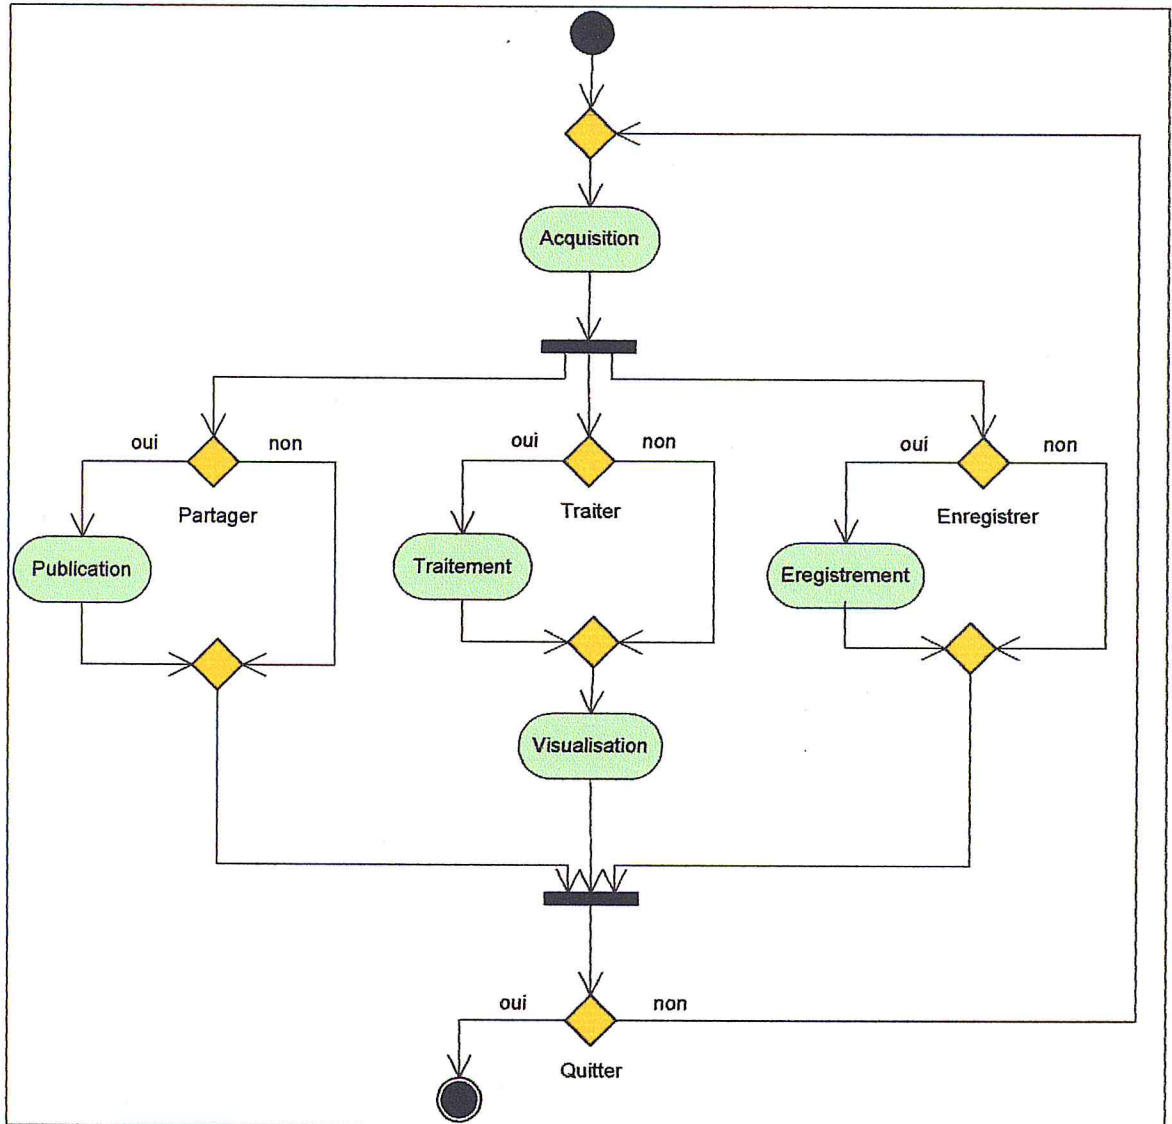 Acquisition
oui non
oui non
oui non
Partager
Traiter
Enregistrer
Publication
Traitement
Eregistrement
Visualisation
oui non
Quitter